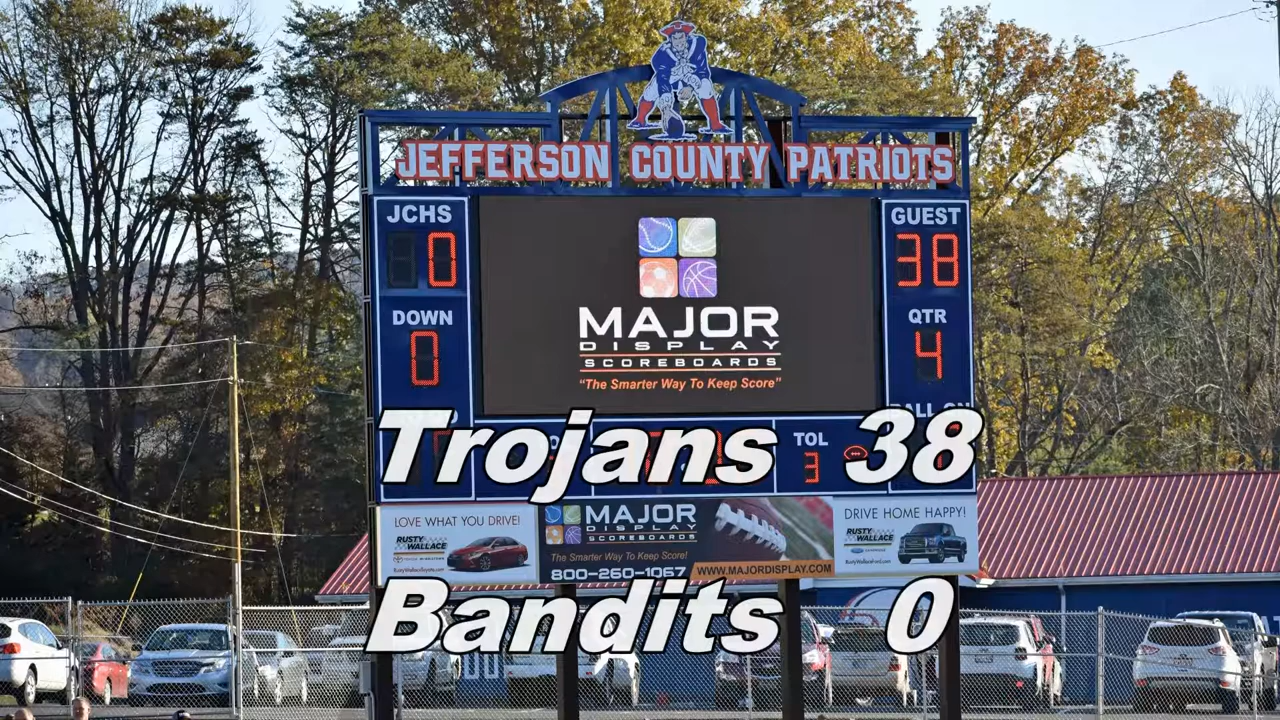 JEFFERSON COUNTY PATRIOTS
JCHS
GUEST
0
38
DOWN
QTR
0
4
MAJOR
DISPLAY
SCOREBOARDS
"The Smarter Way To Keep Score"
Trojans 38
TOL
3
LOVE WHAT YOU DRIVE!
RUSTY WALLACE
MAJOR
DISPLAY
SCOREBOARDS
The Smarter Way To Keep Score!
800-260-1067
WWW.MAJORDISPLAY.COM
DRIVE HOME HAPPY!
RUSTY WALLACE
Bandits 0